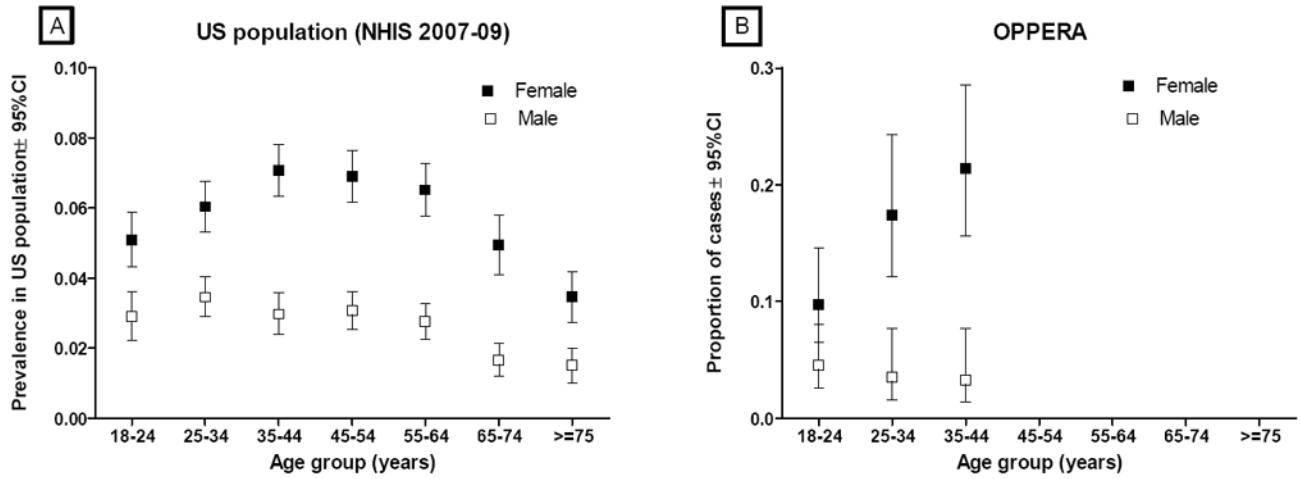 A
US population (NHIS 2007-09)
Prevalence in US population± 95%CI
0.10
0.08
0.06
0.04
0.02
0.00
Female
Male
18-24 25-34 35-44 45-54 55-64 65-74 >=75
Age group (years)
B
OPPERA
Proportion of cases± 95%CI
0.3
0.2
0.1
0.0
Female
Male
18-24 25-34 35-44 45-54 55-64 65-74 >=75
Age group (years)